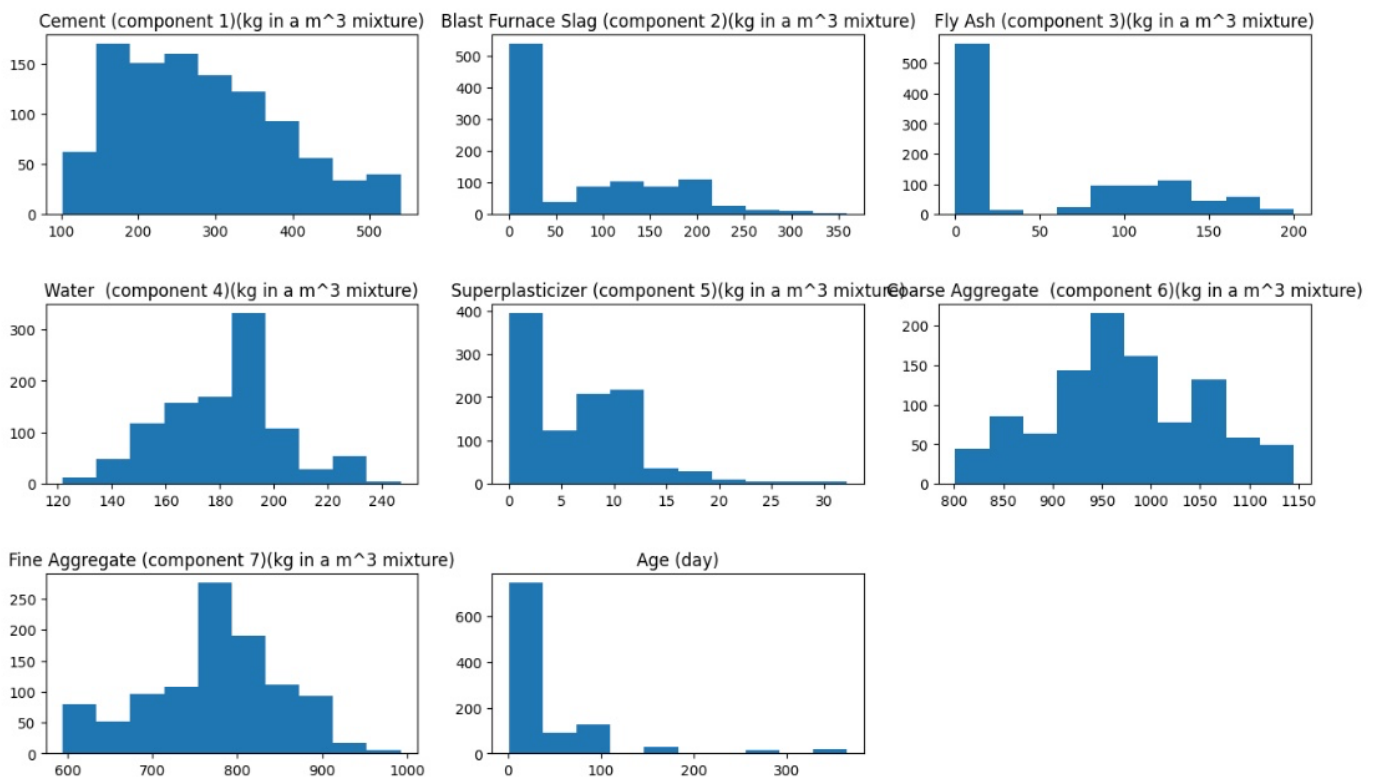 Cement (component 1)(kg in a m^3 mixture)
Blast Furnace Slag (component 2)(kg in a m^3 mixture)
Fly Ash (component 3)(kg in a m^3 mixture)
150
100
50
0
100 200 300 400 500
500
400
300
200
100
0
0 50 100 150 200 250 300 350
500
400
300
200
100
0
0 50 100 150 200
Water  (component 4)(kg in a m^3 mixture)
Superplasticizer (component 5)(kg in a m^3 mixture)
Coarse Aggregate  (component 6)(kg in a m^3 mixture)
300
200
100
0
120 140 160 180 200 220 240
400
300
200
100
0
0 5 10 15 20 25 30
200
150
100
50
0
800 850 900 950 1000 1050 1100 1150
Fine Aggregate (component 7)(kg in a m^3 mixture)
Age (day)
250
200
150
100
50
0
600 700 800 900 1000
600
400
200
0
0 100 200 300